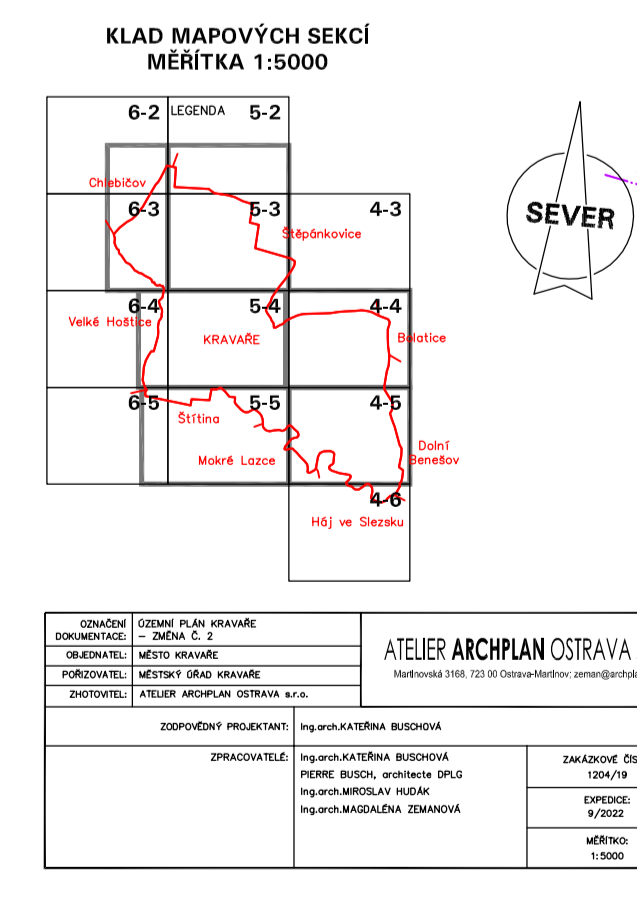 KLAD MAPOVÝCH SEKCÍ
MĚŘÍTKA 1:5000
6-2 LEGENDA 5-2
Chlebičov
6-3 5-3 4-3
Štěpánkovice
SEVER
6-4 5-4 4-4
Velké Hoštice
KRAVAŘE
Bolatice
6-5 5-5 4-5
Štítina
Mokré Lazce
Dolní
Benešov
4-6
Háj ve Slezsku
OZNAČENÍ
DOKUMENTACE:
ÚZEMNÍ PLÁN KRAVAŘE
– ZMĚNA Č. 2
OBJEDNATEL: MĚSTO KRAVAŘE
POŘIZOVATEL: MĚSTSKÝ ÚŘAD KRAVAŘE
ZHOTOVITEL: ATELIER ARCHPLAN OSTRAVA s.r.o.
ATELIER ARCHPLAN OSTRAVA
Martinovská 3168, 723 00 Ostrava-Martinov; zeman@archpla
ZODPOVĚDNÝ PROJEKTANT: Ing.arch.KATEŘINA BUSCHOVÁ
ZPRACOVATELÉ: Ing.arch.KATEŘINA BUSCHOVÁ
PIERRE BUSCH, architecte DPLG
Ing.arch.MIROSLAV HUDÁK
Ing.arch.MAGDALÉNA ZEMANOVÁ
ZAKÁZKOVÉ ČÍS
1204/19
EXPEDICE:
9/2022
MĚŘÍTKO:
1:5000